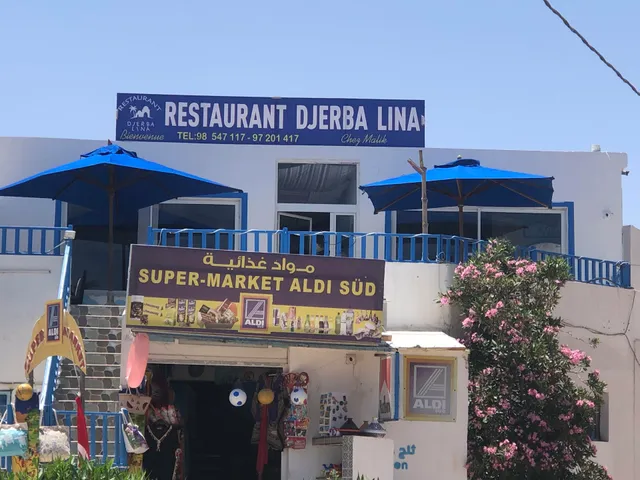 RESTAURANT
DJERBA
LINA
Bienvenue
RESTAURANT DJERBA LINA
TEL:98 547 117 - 97 201 417
Chez Malik
مواد غذائية
SUPER-MARKET ALDI SÜD
ALDI
ALDI
ثلج